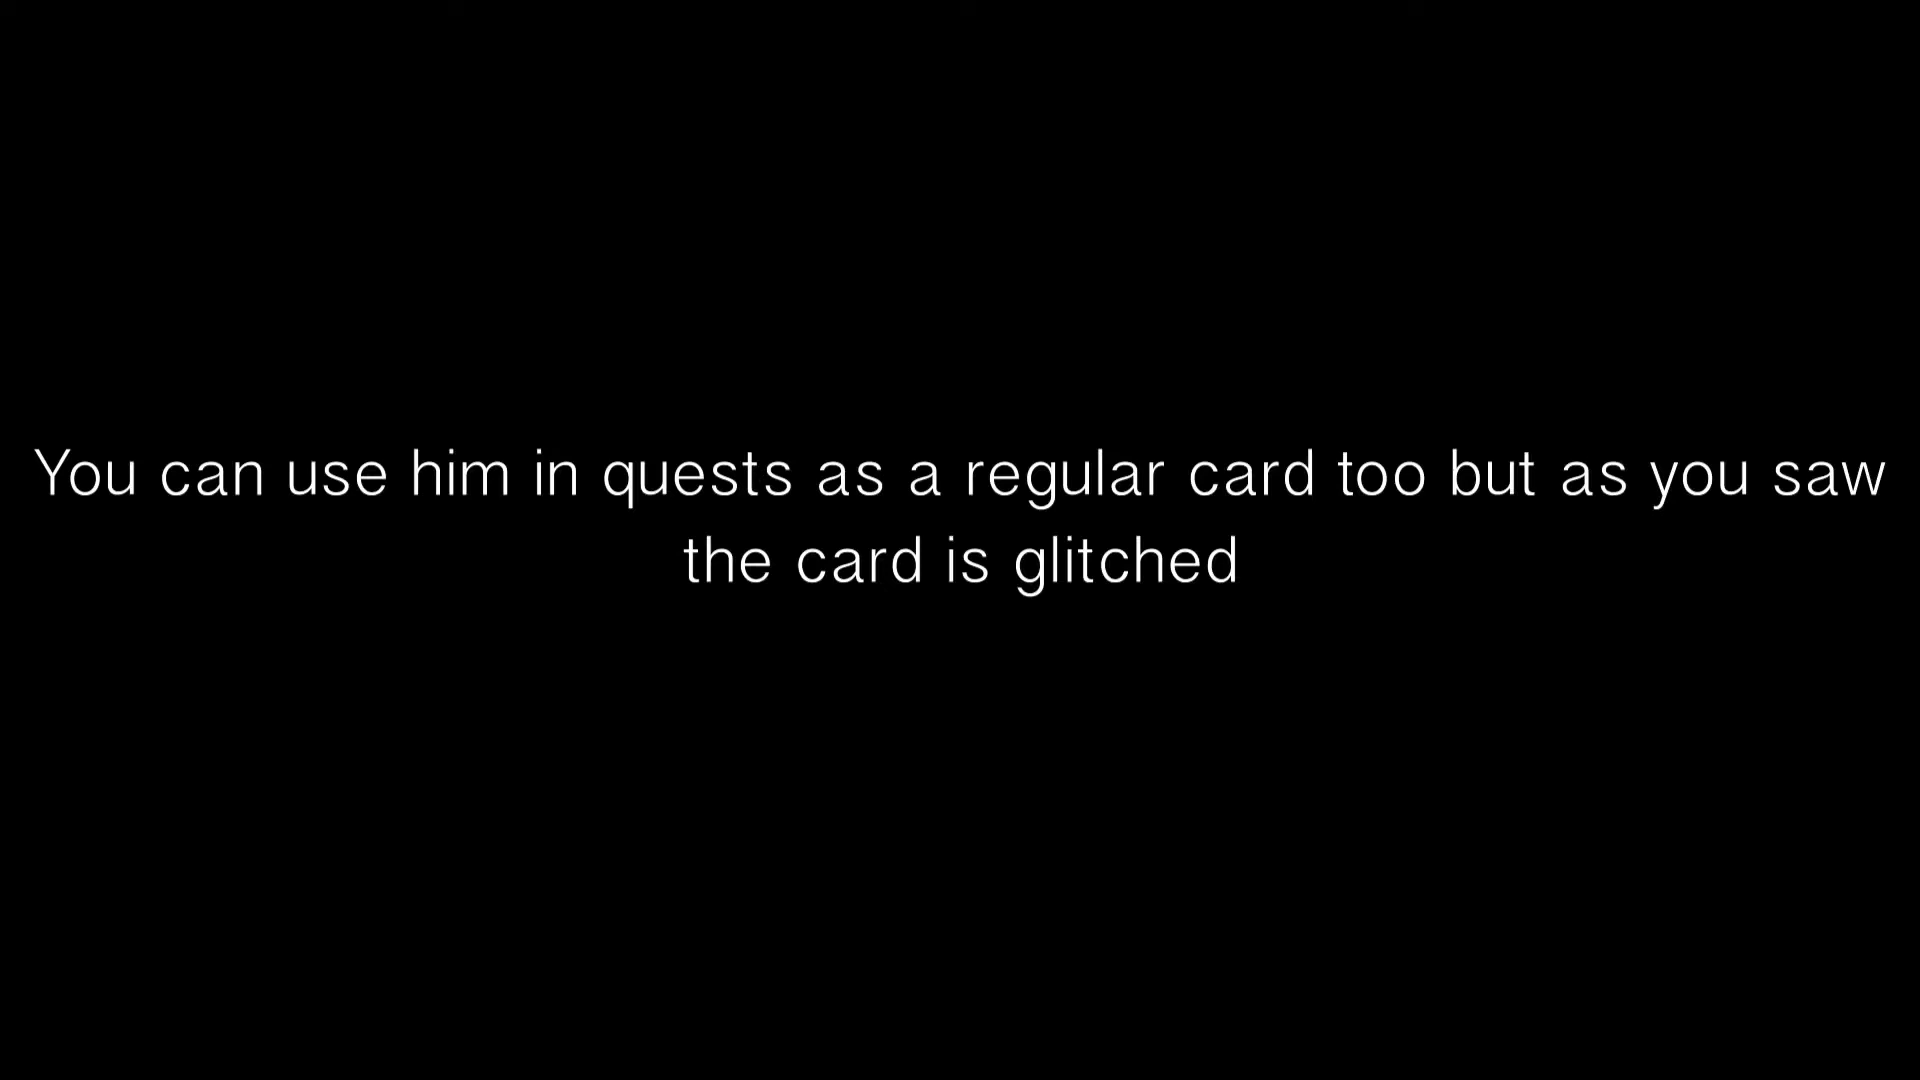 You can use him in quests as a regular card too but as you saw
the card is glitched